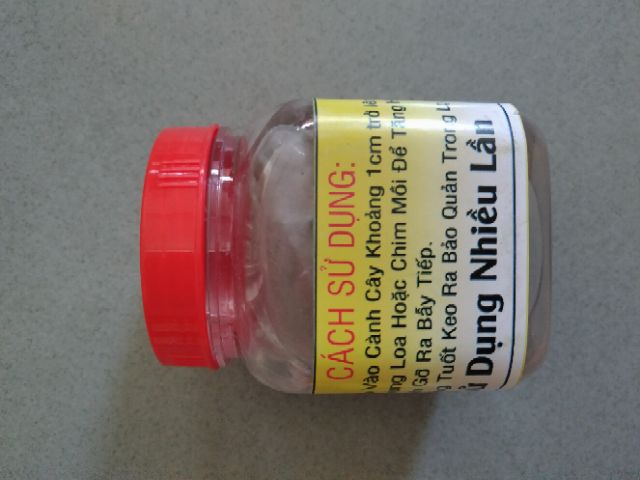 CÁCH SỬ DỤNG:
Vào Cành Cây Khoảng 1cm trở
Loa Hoặc Chim Mồi Để Tăng
Gỡ Ra Bẫy Tiếp.
Tuốt Keo Ra Bảo Quản Trong
Dụng Nhiều Lần